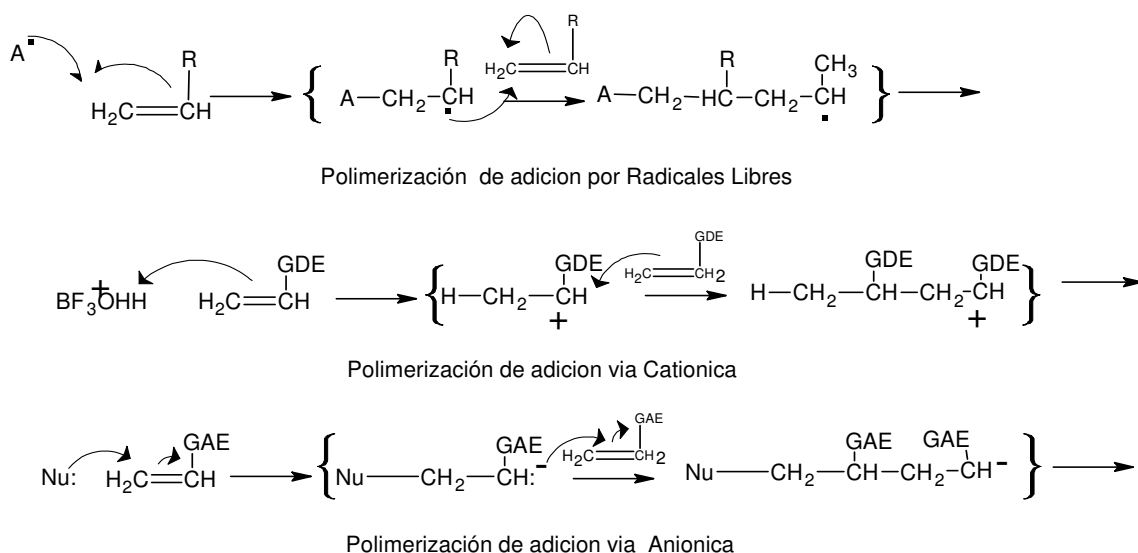 A▪ H₂C=CH R { A—CH₂—CH▪ R H₂C=CH R A—CH₂—HC—CH₂—CH▪ R CH₃ }
Polimerización de adicion por Radicales Libres
BF₃OHH + H₂C=CH GDE { H—CH₂—CH + GDE H₂C=CH2 GDE H—CH₂—CH—CH₂—CH + GDE GDE }
Polimerización de adicion via Cationica
Nu: H₂C=CH GAE { Nu—CH₂—CH:- GAE H₂C=CH₂ GAE Nu—CH₂—CH—CH₂—CH- GAE GAE }
Polimerización de adicion via Anionica